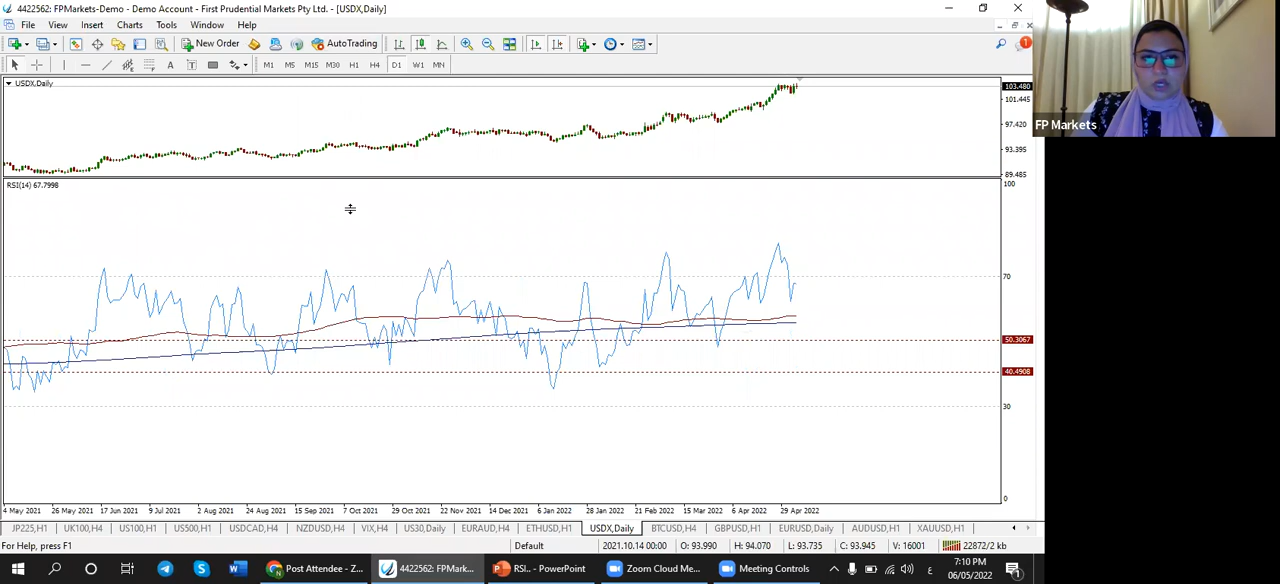 4422562: FPMarkets-Demo - Demo Account - First Prudential Markets Pty Ltd. - [USDX,Daily]
File View Insert Charts Tools Window Help
New Order AutoTrading 1
A T M1 M5 M15 M30 H1 H4 D1 W1 MN
FP Markets
USDX,Daily
103.480
101.445
97.420
93.395
89.485
RSI(14) 67.7998
100
70
50.3067
40.4908
30
0
4 May 2021 26 May 2021 17 Jun 2021 9 Jul 2021 2 Aug 2021 24 Aug 2021 15 Sep 2021 7 Oct 2021 29 Oct 2021 22 Nov 2021 14 Dec 2021 6 Jan 2022 28 Jan 2022 21 Feb 2022 15 Mar 2022 6 Apr 2022 29 Apr 2022
JP225,H1 UK100,H4 US100,H1 US500,H1 USDCAD,H4 NZDUSD,H4 VIX,H4 US30,Daily EURAUD,H4 ETHUSD,H1 USDX,Daily BTCUSD,H4 GBPUSD,H1 EURUSD,Daily AUDUSD,H1 XAUUSD,H1
For Help, press F1 Default 2021.10.14 00:00 O: 93.990 H: 94.070 L: 93.735 C: 93.945 V: 16001 22872/2 kb
Post Attendee - Z... 4422562: FPMark... RSI.. - PowerPoint Zoom Cloud Me... Meeting Controls ع 7:10 PM
06/05/2022 1